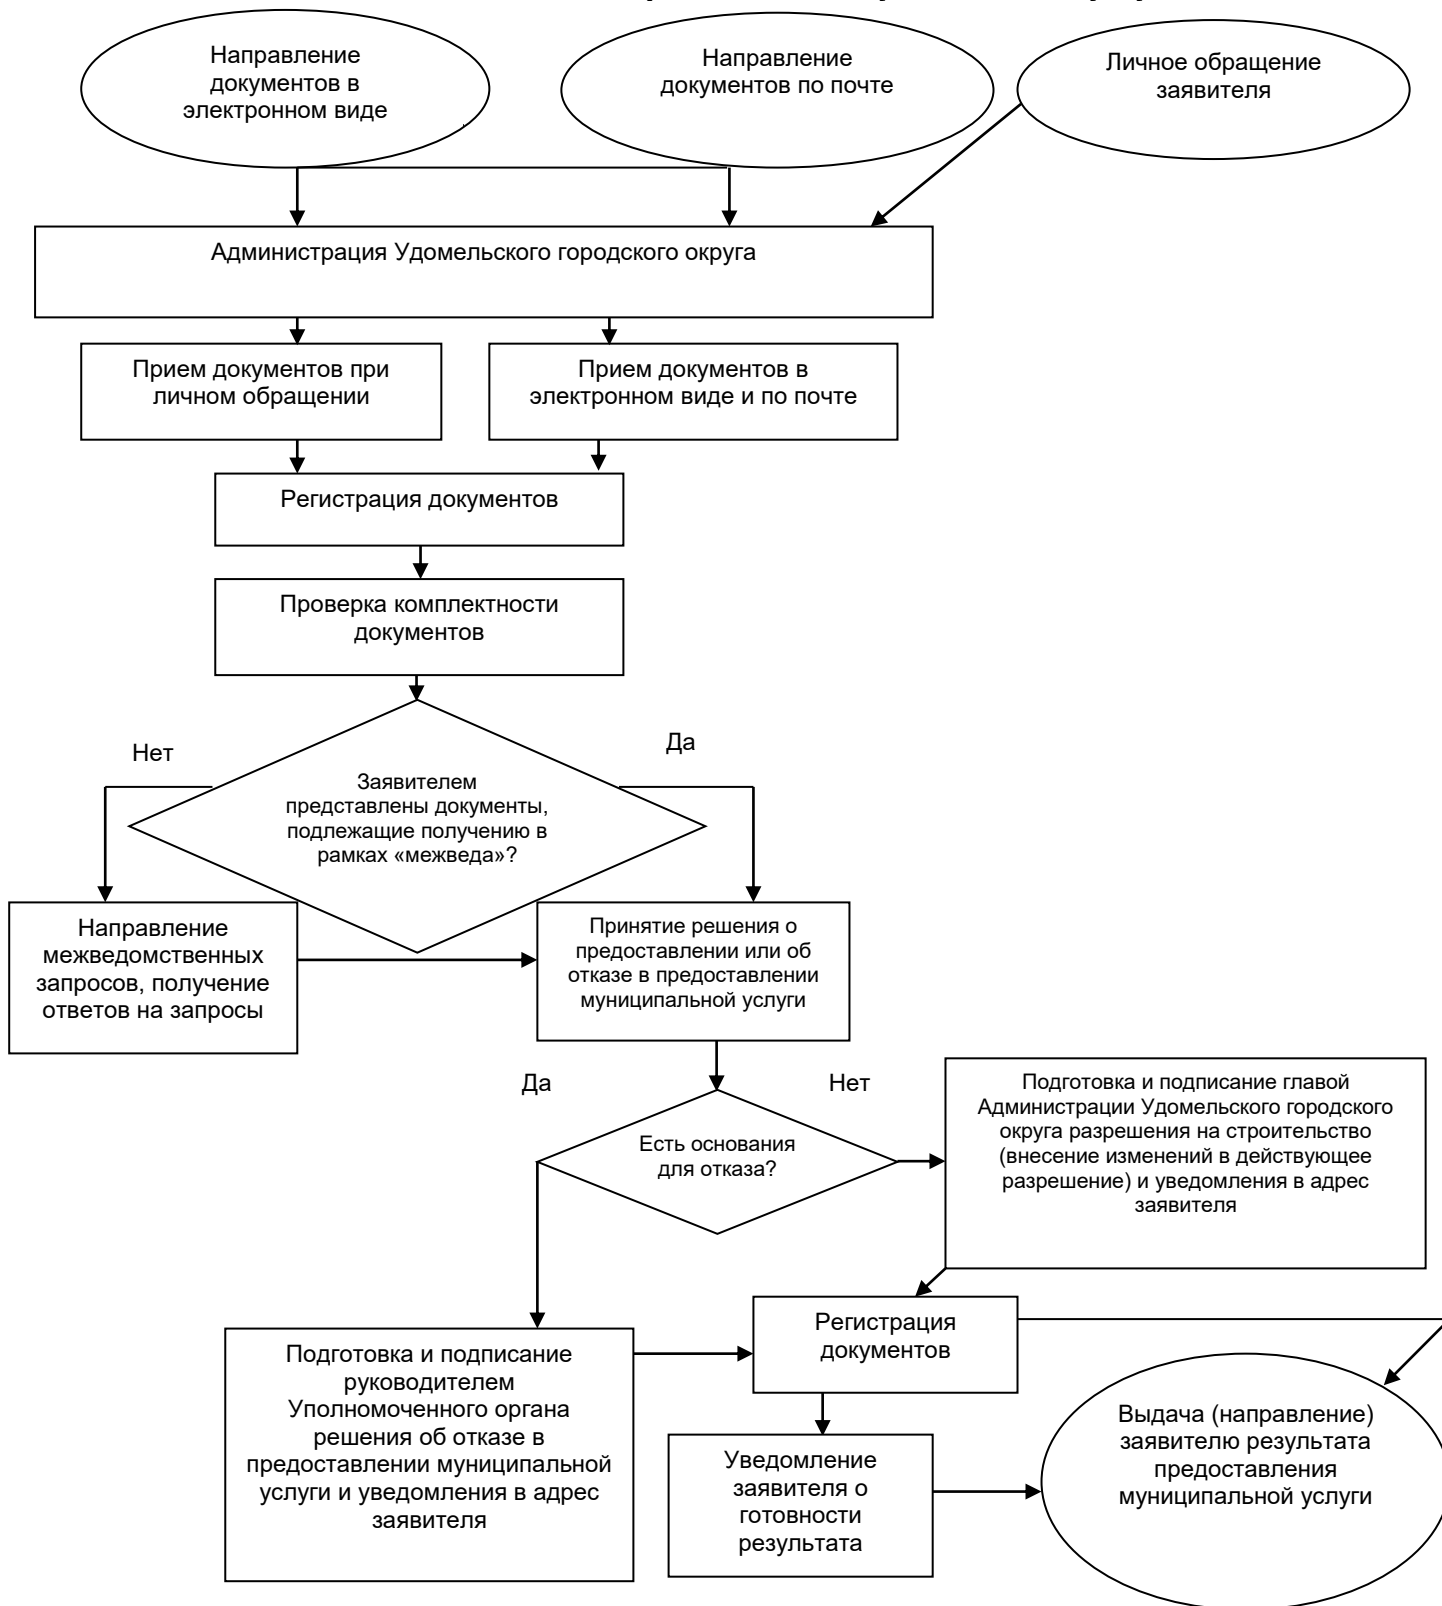 Направление
документов в
электронном виде
Направление
документов по почте
Личное обращение
заявителя
Администрация Удомельского городского округа
Прием документов при
личном обращении
Прием документов в
электронном виде и по почте
Регистрация документов
Проверка комплектности
документов
Нет
Да
Заявителем
представлены документы,
подлежащие получению в
рамках «межведа»?
Направление
межведомственных
запросов, получение
ответов на запросы
Принятие решения о
предоставлении или об
отказе в предоставлении
муниципальной услуги
Да
Нет
Есть основания
для отказа?
Подготовка и подписание главой
Администрации Удомельского городского
округа разрешения на строительство
(внесение изменений в действующее
разрешение) и уведомления в адрес
заявителя
Регистрация
документов
Подготовка и подписание
руководителем
Уполномоченного органа
решения об отказе в
предоставлении муниципальной
услуги и уведомления в адрес
заявителя
Уведомление
заявителя о
готовности
результата
Выдача (направление)
заявителю результата
предоставления
муниципальной услуги